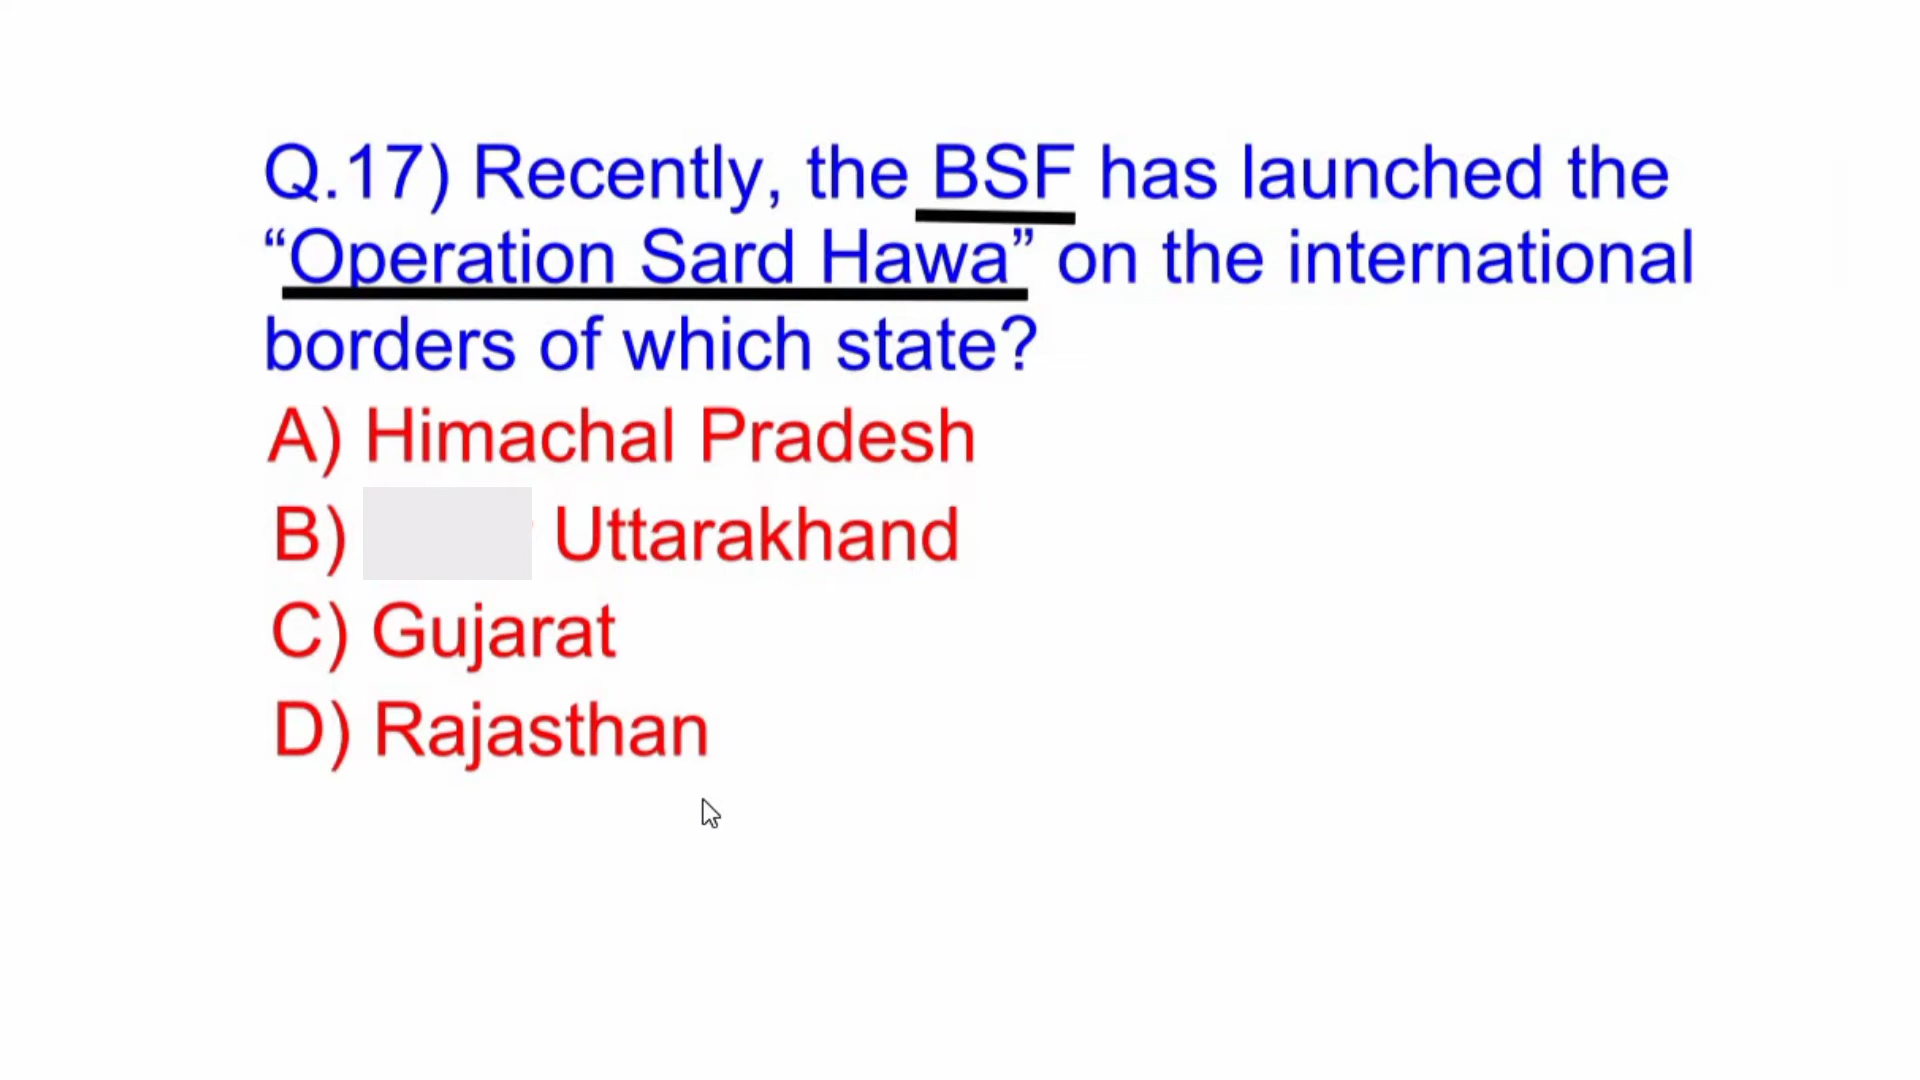 Q.17) Recently, the BSF has launched the
“Operation Sard Hawa” on the international
borders of which state?
A) Himachal Pradesh
B) Uttarakhand
C) Gujarat
D) Rajasthan